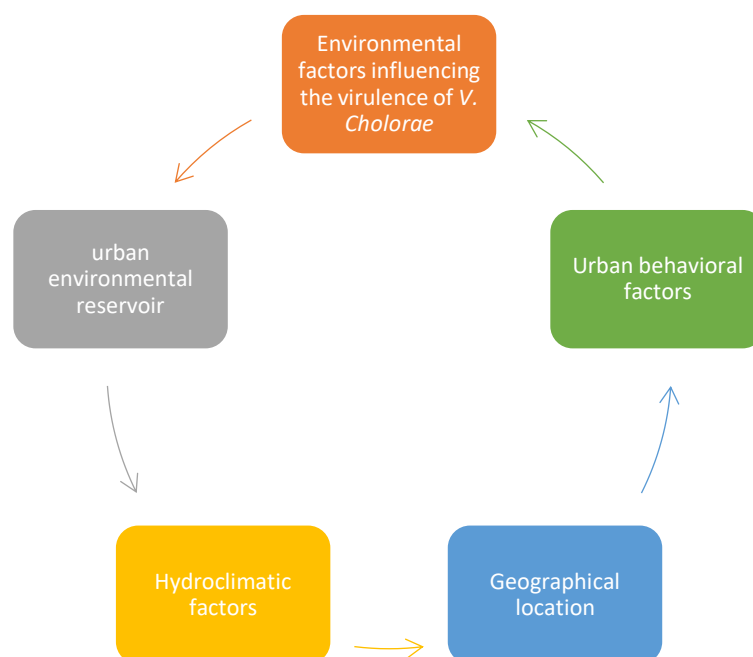 Environmental
factors influencing
the virulence of V.
Cholorae
urban
environmental
reservoir
Urban behavioral
factors
Hydroclimatic
factors
Geographical
location